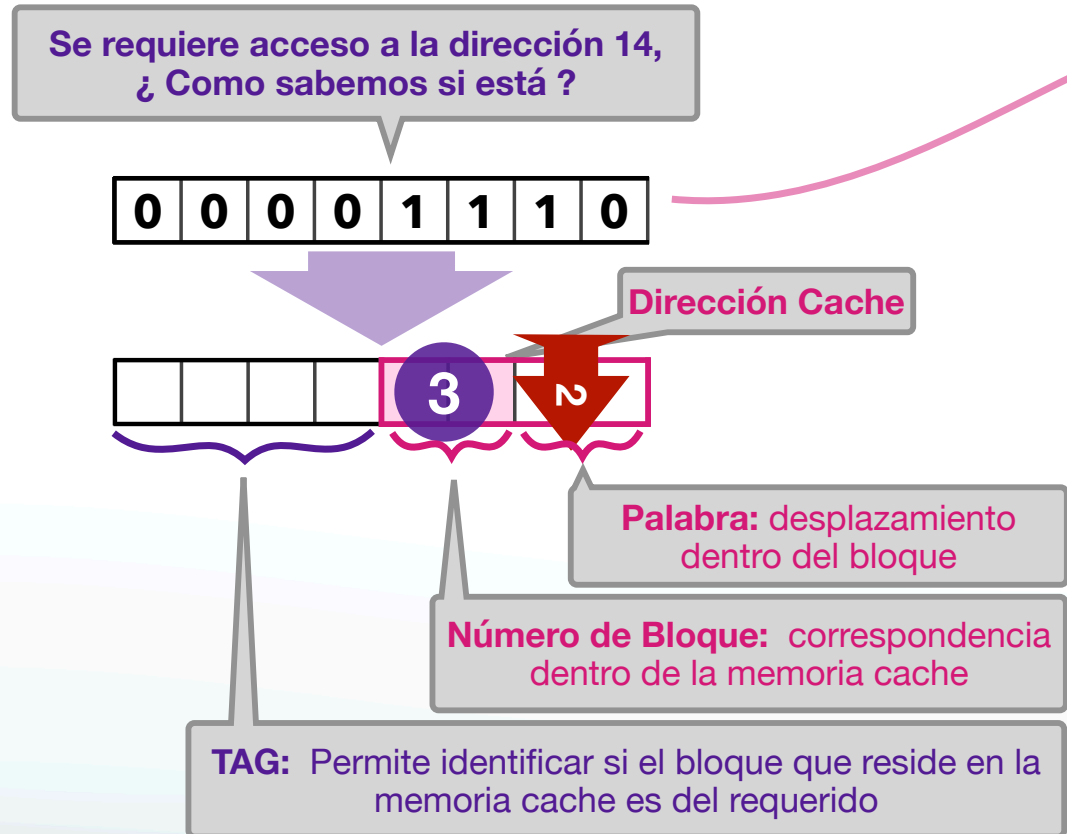 Se requiere acceso a la dirección 14,
¿ Como sabemos si está ?
0 0 0 0 1 1 1 0
Dirección Cache
3
2
Palabra: desplazamiento
dentro del bloque
Número de Bloque: correspondencia
dentro de la memoria cache
TAG: Permite identificar si el bloque que reside en la
memoria cache es del requerido